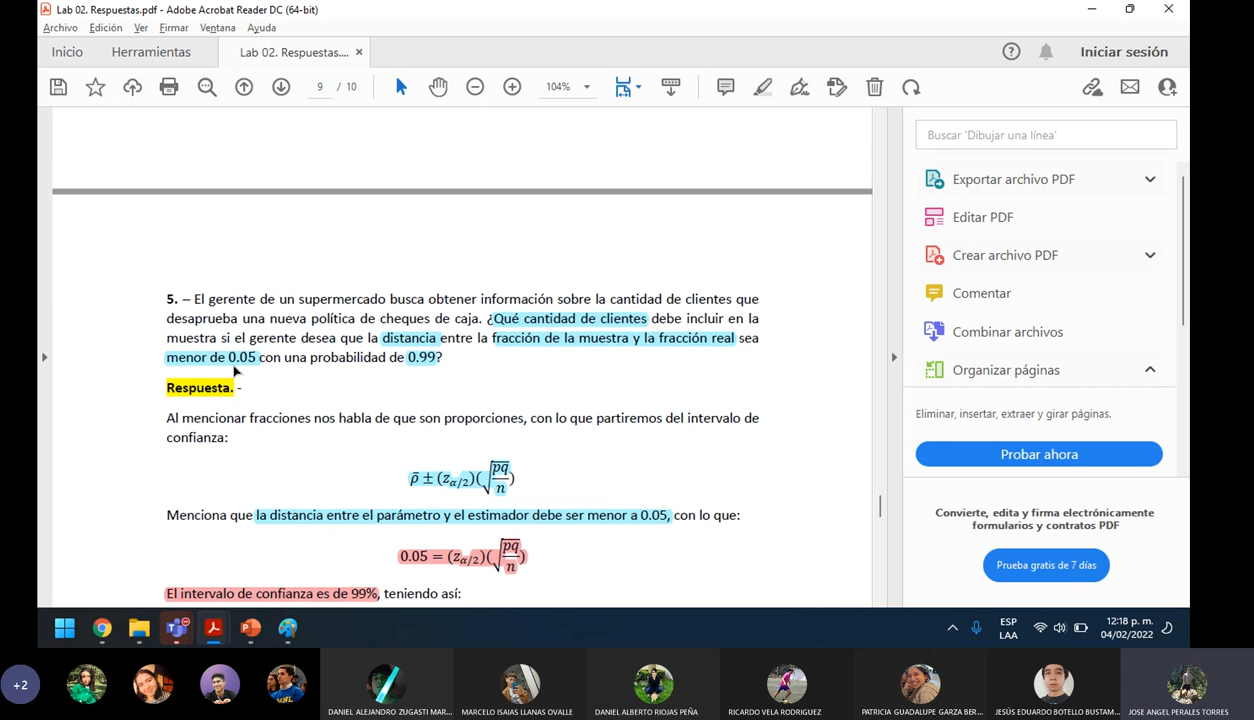 Lab 02. Respuestas.pdf - Adobe Acrobat Reader DC (64-bit)
Archivo Edición Ver Firmar Ventana Ayuda
Inicio Herramientas Lab 02. Respuestas.... × Iniciar sesión
9 / 10 104%
Buscar 'Dibujar una línea'
Exportar archivo PDF
Editar PDF
Crear archivo PDF
Comentar
Combinar archivos
Organizar páginas
Eliminar, insertar, extraer y girar páginas.
Probar ahora
Convierte, edita y firma electrónicamente
formularios y contratos PDF
Prueba gratis de 7 días
5. – El gerente de un supermercado busca obtener información sobre la cantidad de clientes que
desaprueba una nueva política de cheques de caja. ¿Qué cantidad de clientes debe incluir en la
muestra si el gerente desea que la distancia entre la fracción de la muestra y la fracción real sea
menor de 0.05 con una probabilidad de 0.99?
Respuesta. -
Al mencionar fracciones nos habla de que son proporciones, con lo que partiremos del intervalo de
confianza:
ρ̄ ± (z_{α/2})(√(pq/n))
Menciona que la distancia entre el parámetro y el estimador debe ser menor a 0.05, con lo que:
0.05 = (z_{α/2})(√(pq/n))
El intervalo de confianza es de 99%, teniendo así:
ESP
LAA
12:18 p. m.
04/02/2022
+2
DANIEL ALEJANDRO ZUGASTI MAR...
MARCELO ISAIAS LLANAS OVALLE
DANIEL ALBERTO RIOJAS PEÑA
RICARDO VELA RODRIGUEZ
PATRICIA GUADALUPE GARZA BER...
JESÚS EDUARDO BOTELLO BUSTAM...
JOSE ANGEL PERALES TORRES